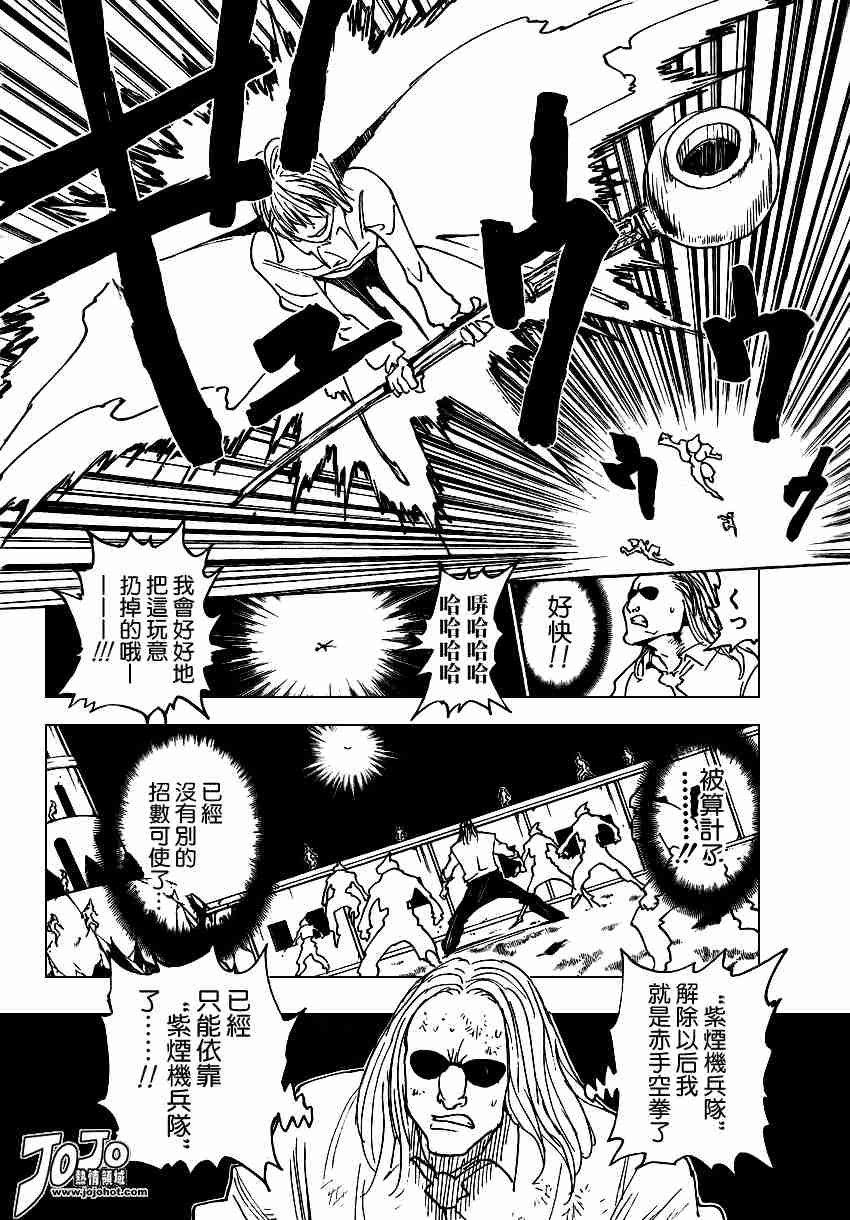 ギュウウ
ウウ
くっ
好快!!
哈哈哈哈
哈哈哈哈
我會好好地
把這玩意
扔掉的哦—
———!!!
被算計了
………!!
已經
沒有別的
招數可使了…
"紫煙機兵隊"
解除以后我
就是赤手空拳了
已經
只能依靠
"紫煙機兵隊"
了……!!
JOJO
熱情領域
www.jojohot.com